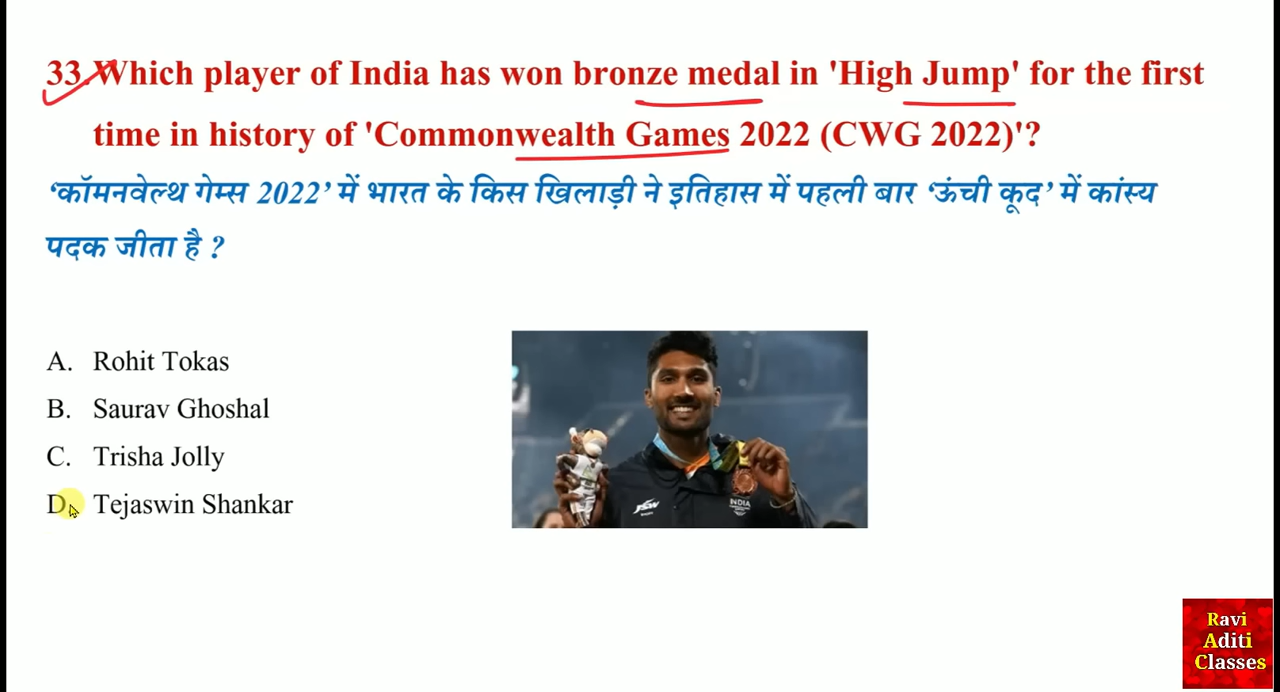 33. Which player of India has won bronze medal in 'High Jump' for the first
time in history of 'Commonwealth Games 2022 (CWG 2022)'?
‘कॉमनवेल्थ गेम्स 2022’ में भारत के किस खिलाड़ी ने इतिहास में पहली बार ‘ऊंची कूद’ में कांस्य
पदक जीता है ?
A. Rohit Tokas
B. Saurav Ghoshal
C. Trisha Jolly
D. Tejaswin Shankar
JSW
INDIA
Ravi
Aditi
Classes